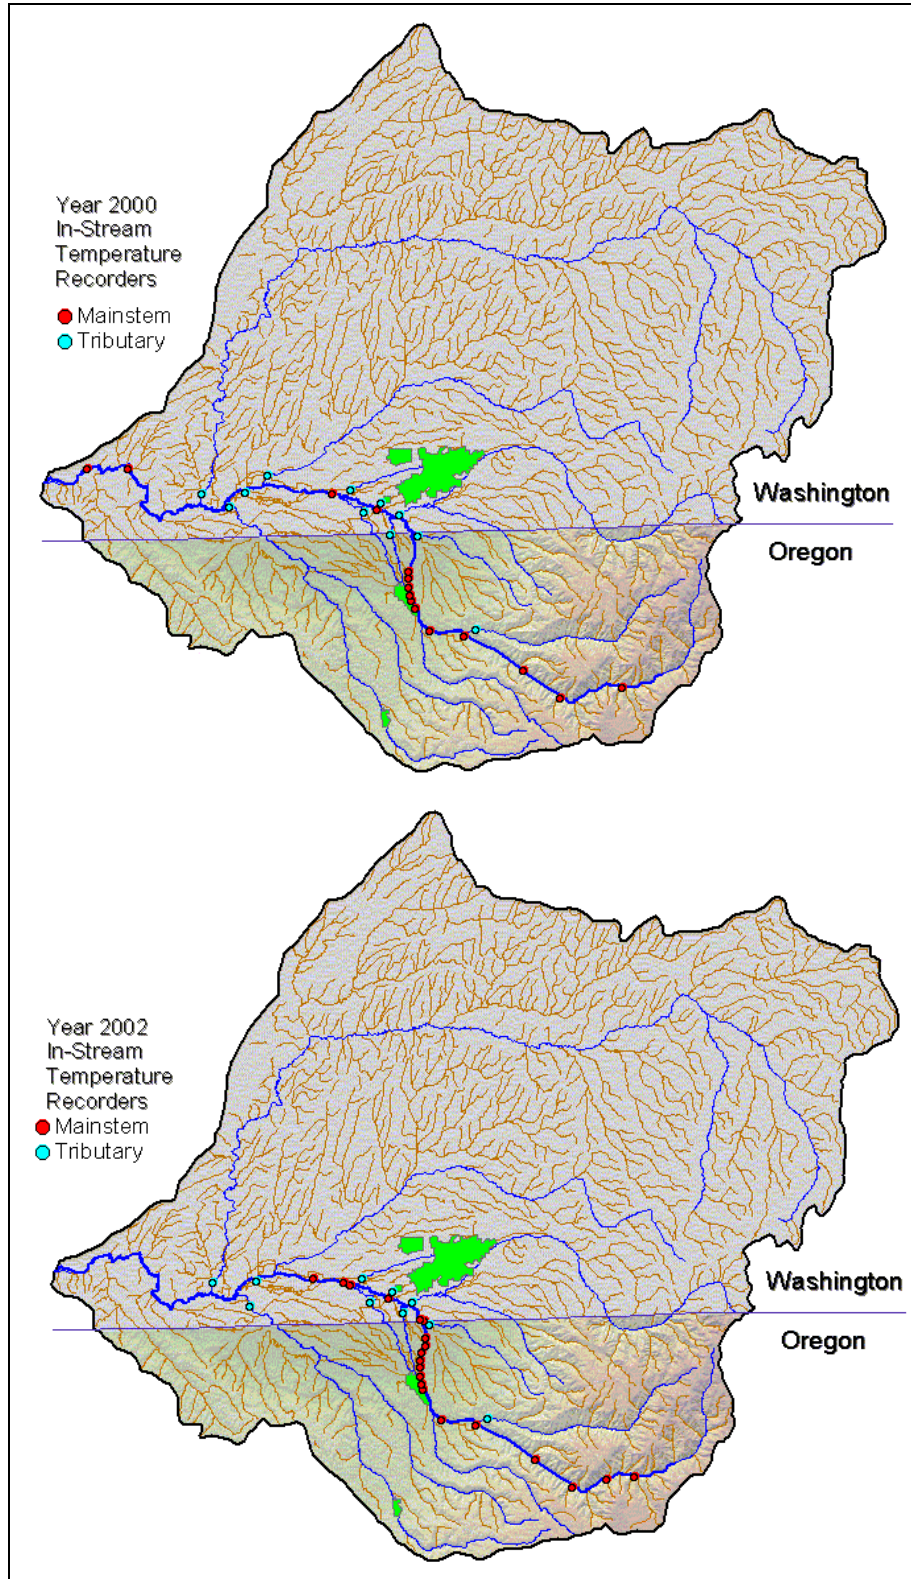 Year 2000
In-Stream
Temperature
Recorders
Mainstem
Tributary
Washington
Oregon
Year 2002
In-Stream
Temperature
Recorders
Mainstem
Tributary
Washington
Oregon